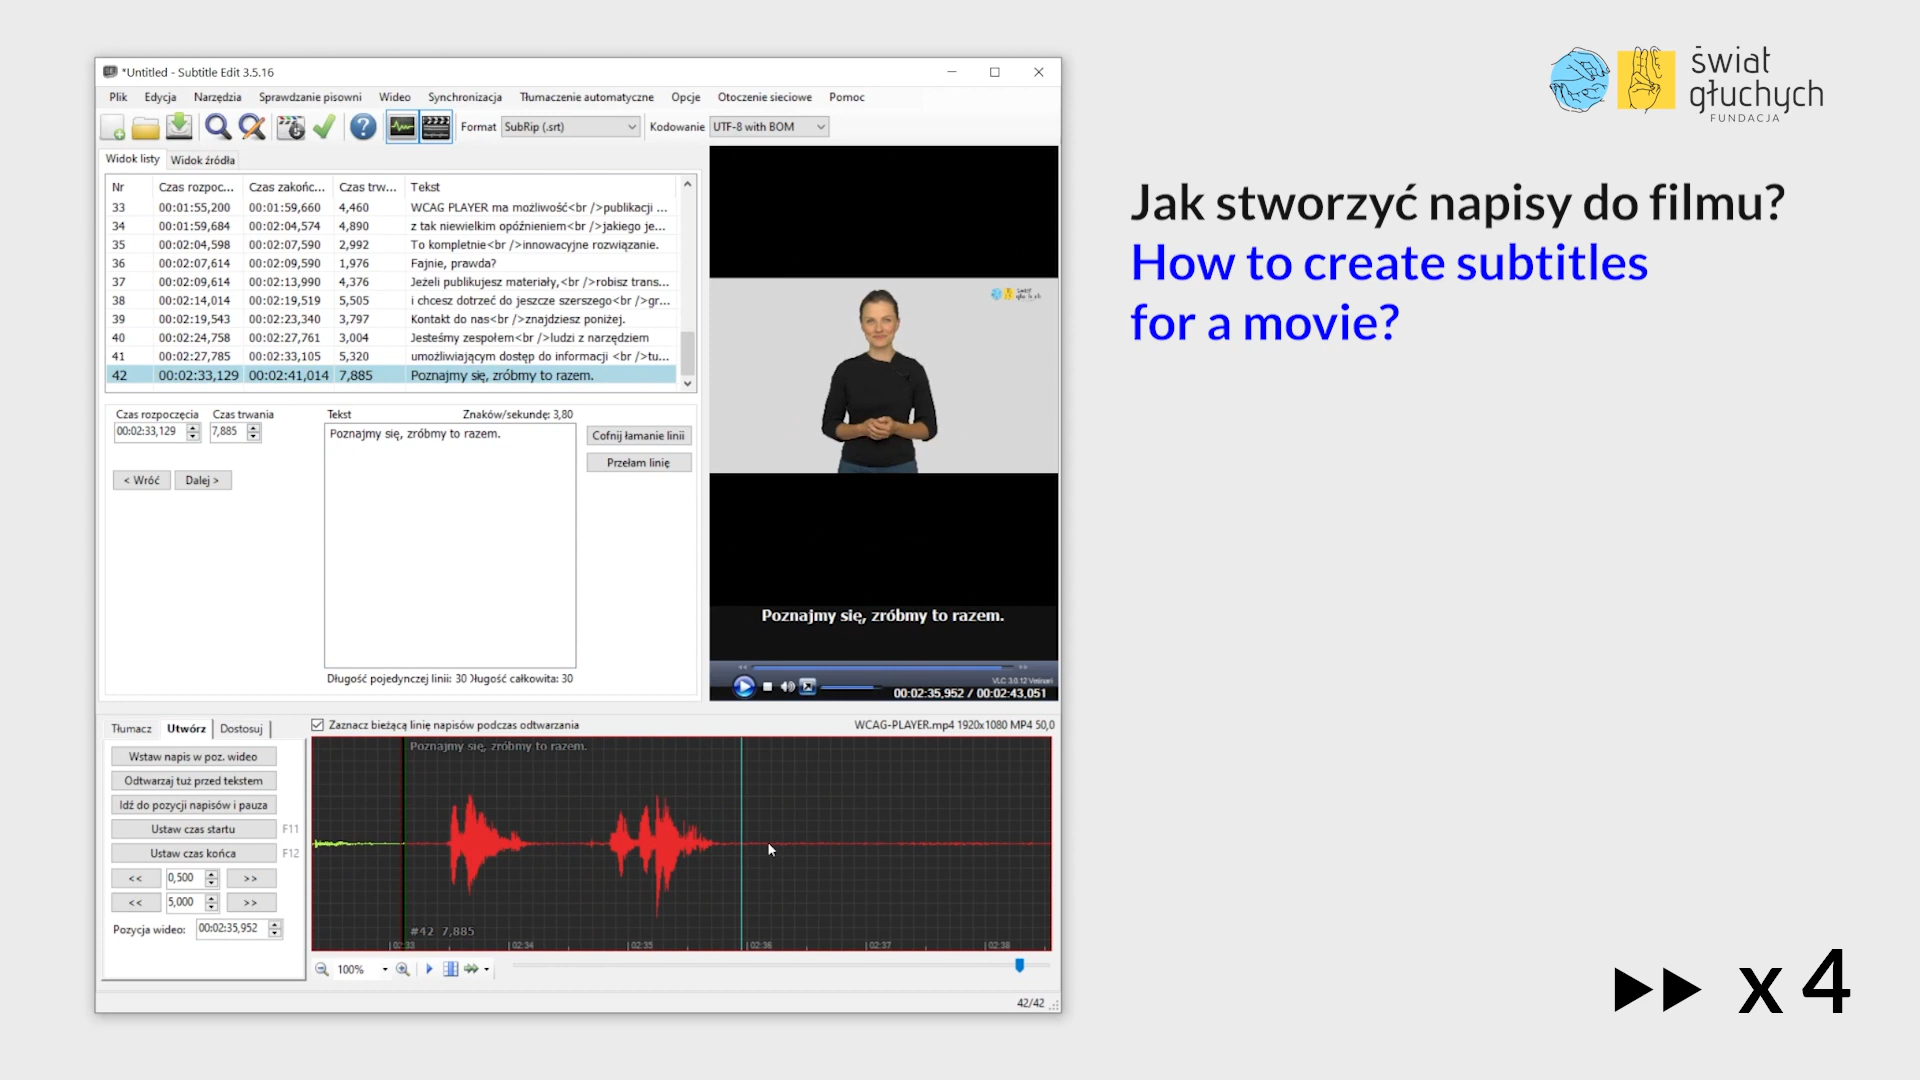 *Untitled - Subtitle Edit 3.5.16
Plik Edycja Narzędzia Sprawdzanie pisowni Wideo Synchronizacja Tłumaczenie automatyczne Opcje Otoczenie sieciowe Pomoc
Format SubRip (.srt) Kodowanie UTF-8 with BOM
Widok listy Widok źródła
Nr Czas rozpoc... Czas zakońc... Czas trw... Tekst
33 00:01:55,200 00:01:59,660 4,460 WCAG PLAYER ma możliwość<br />publikacji ...
34 00:01:59,684 00:02:04,574 4,890 z tak niewielkim opóźnieniem<br />jakiego je...
35 00:02:04,598 00:02:07,590 2,992 To kompletnie<br />innowacyjne rozwiązanie.
36 00:02:07,614 00:02:09,590 1,976 Fajnie, prawda?
37 00:02:09,614 00:02:13,990 4,376 Jeżeli publikujesz materiały,<br />robisz trans...
38 00:02:14,014 00:02:19,519 5,505 i chcesz dotrzeć do jeszcze szerszego<br />gr...
39 00:02:19,543 00:02:23,340 3,797 Kontakt do nas<br />znajdziesz poniżej.
40 00:02:24,758 00:02:27,761 3,004 Jesteśmy zespołem<br />ludzi z narzędziem
41 00:02:27,785 00:02:33,105 5,320 umożliwiającym dostęp do informacji <br />tu...
42 00:02:33,129 00:02:41,014 7,885 Poznajmy się, zróbmy to razem.
Czas rozpoczęcia Czas trwania Tekst Znaków/sekundę: 3,80
00:02:33,129 7,885 Poznajmy się, zróbmy to razem.
Cofnij łamanie linii
Przełam linię
< Wróć Dalej >
Długość pojedynczej linii: 30 Długość całkowita: 30
Poznajmy się, zróbmy to razem.
00:02:35,952 / 00:02:43,051
Tłumacz Utwórz Dostosuj
Zaznacz bieżącą linię napisów podczas odtwarzania
WCAG-PLAYER.mp4 1920x1080 MP4 50,0
Wstaw napis w poz. wideo
Odtwarzaj tuż przed tekstem
Idź do pozycji napisów i pauza
Ustaw czas startu F11
Ustaw czas końca F12
<< 0,500 >>
<< 5,000 >>
Pozycja wideo: 00:02:35,952
Poznajmy się, zróbmy to razem.
#42 7,885
02:33 02:34 02:35 02:36 02:37 02:38
100%
42/42
świat
głuchych
FUNDACJA
Jak stworzyć napisy do filmu?
How to create subtitles
for a movie?
x 4